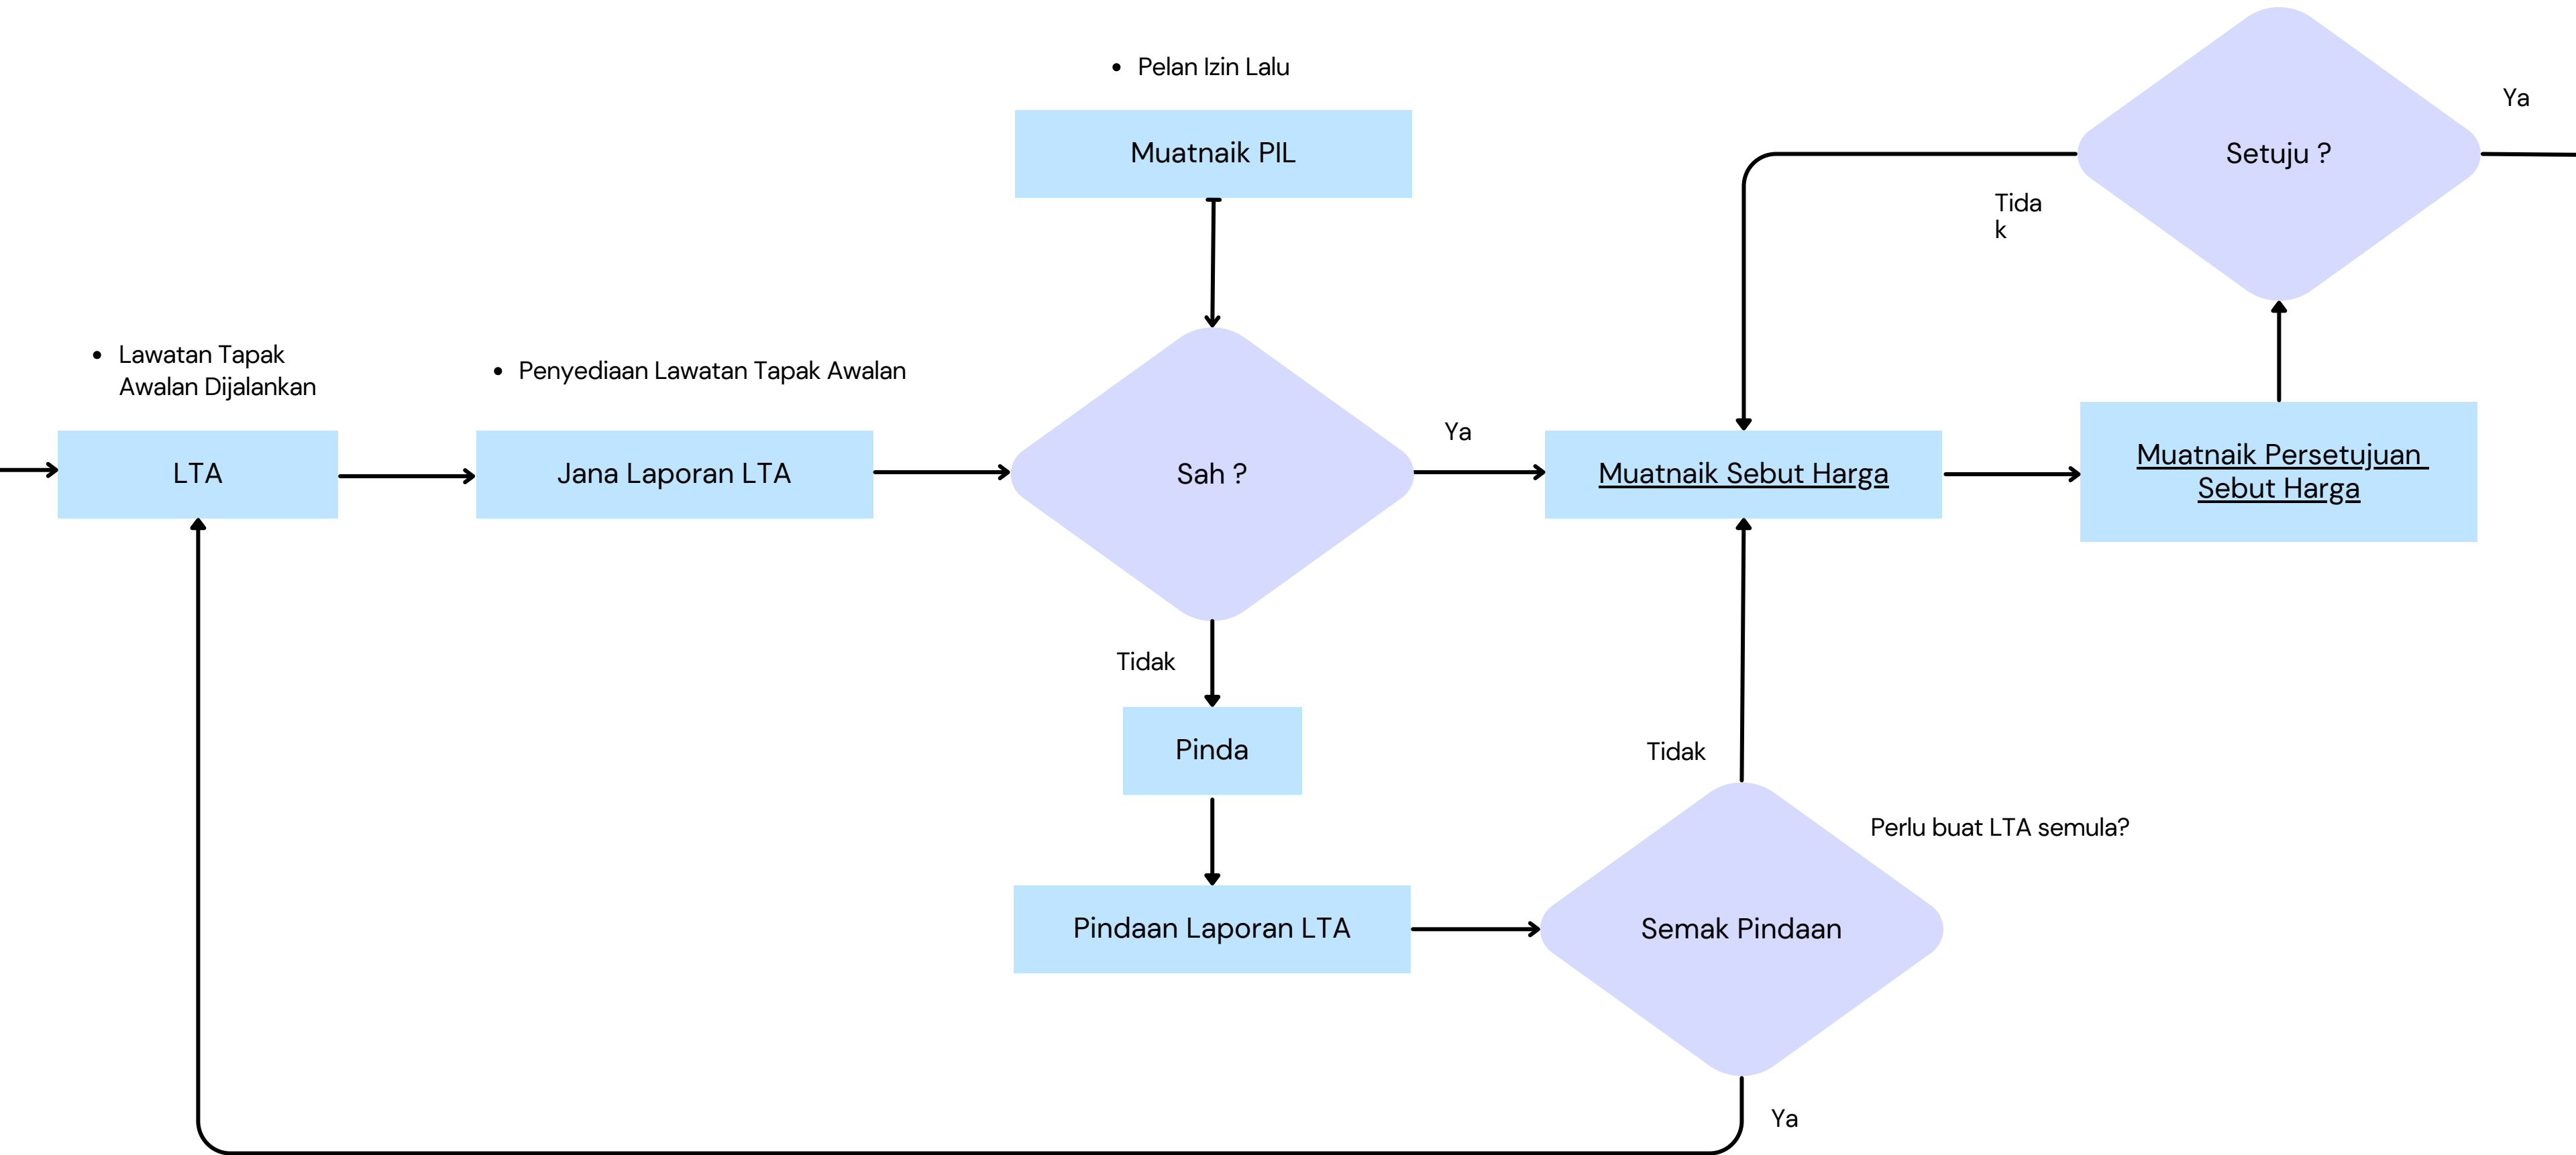 • Pelan Izin Lalu
Muatnaik PIL
Ya
Setuju ?
Tida
k
• Lawatan Tapak
Awalan Dijalankan
• Penyediaan Lawatan Tapak Awalan
LTA
Jana Laporan LTA
Sah ?
Ya
Muatnaik Sebut Harga
Muatnaik Persetujuan
Sebut Harga
Tidak
Pinda
Tidak
Perlu buat LTA semula?
Pindaan Laporan LTA
Semak Pindaan
Ya